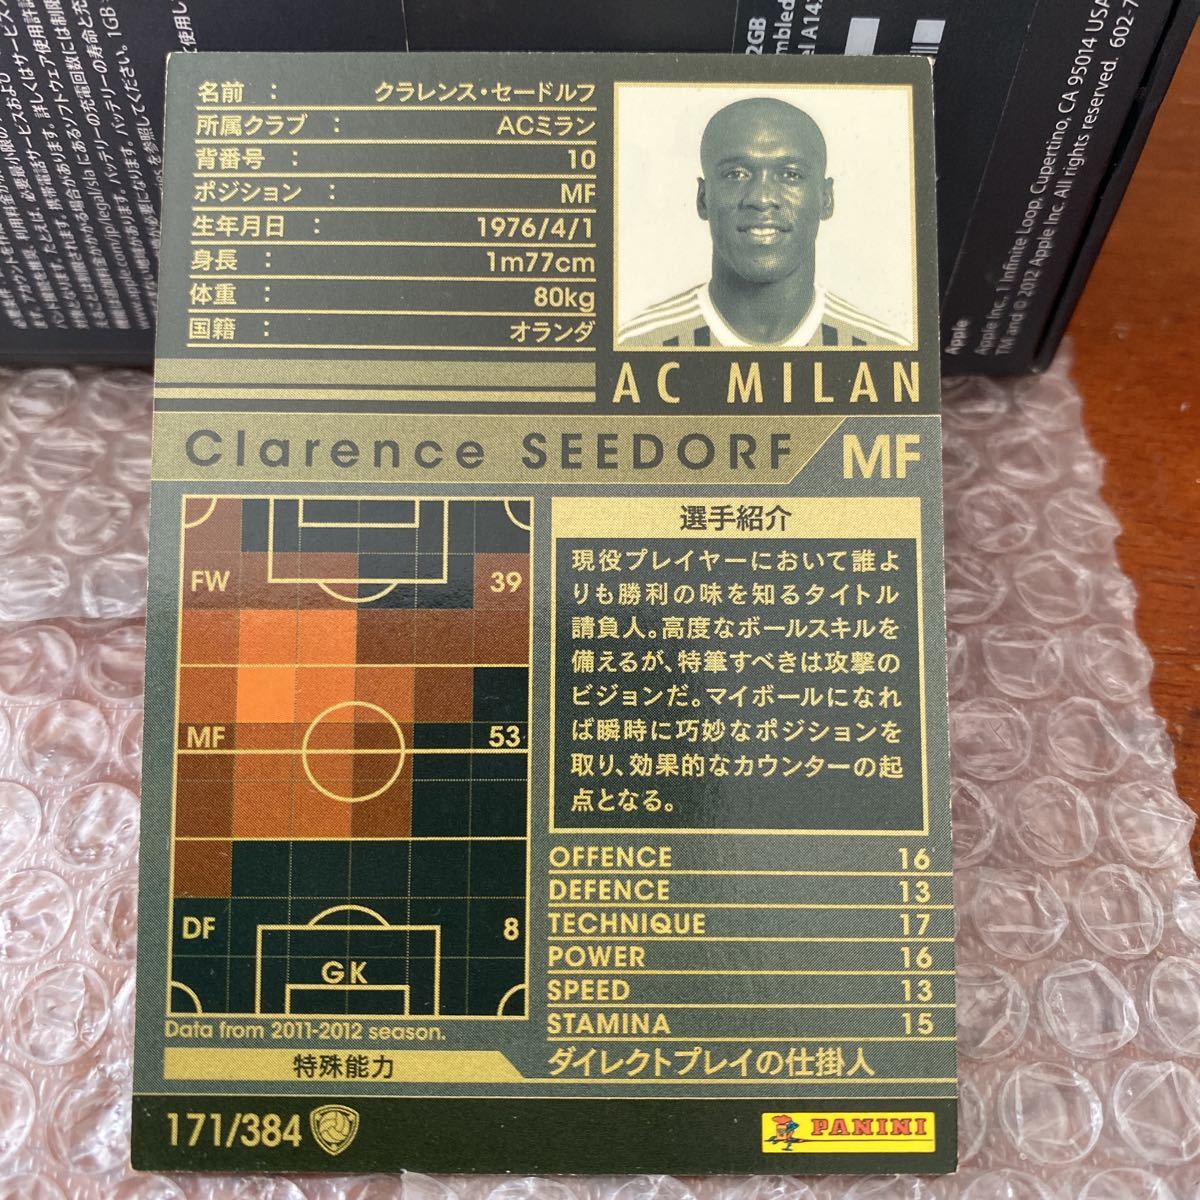 名前 : クラレンス・セードルフ
所属クラブ : ACミラン
背番号 : 10
ポジション : MF
生年月日 : 1976/4/1
身長 : 1m77cm
体重 : 80kg
国籍 : オランダ
AC MILAN
Clarence SEEDORF MF
FW 39
MF 53
DF 8
GK
Data from 2011-2012 season.
選手紹介
現役プレイヤーにおいて誰よ
りも勝利の味を知るタイトル
請負人。高度なボールスキルを
備えるが、特筆すべきは攻撃の
ビジョンだ。マイボールになれ
ば瞬時に巧妙なポジションを
取り、効果的なカウンターの起
点となる。
OFFENCE 16
DEFENCE 13
TECHNIQUE 17
POWER 16
SPEED 13
STAMINA 15
特殊能力 ダイレクトプレイの仕掛人
171/384
PANINI
Apple
Apple Inc., 1 Infinite Loop, Cupertino, CA 95014 USA
TM and © 2012 Apple Inc. All rights reserved. 602-7